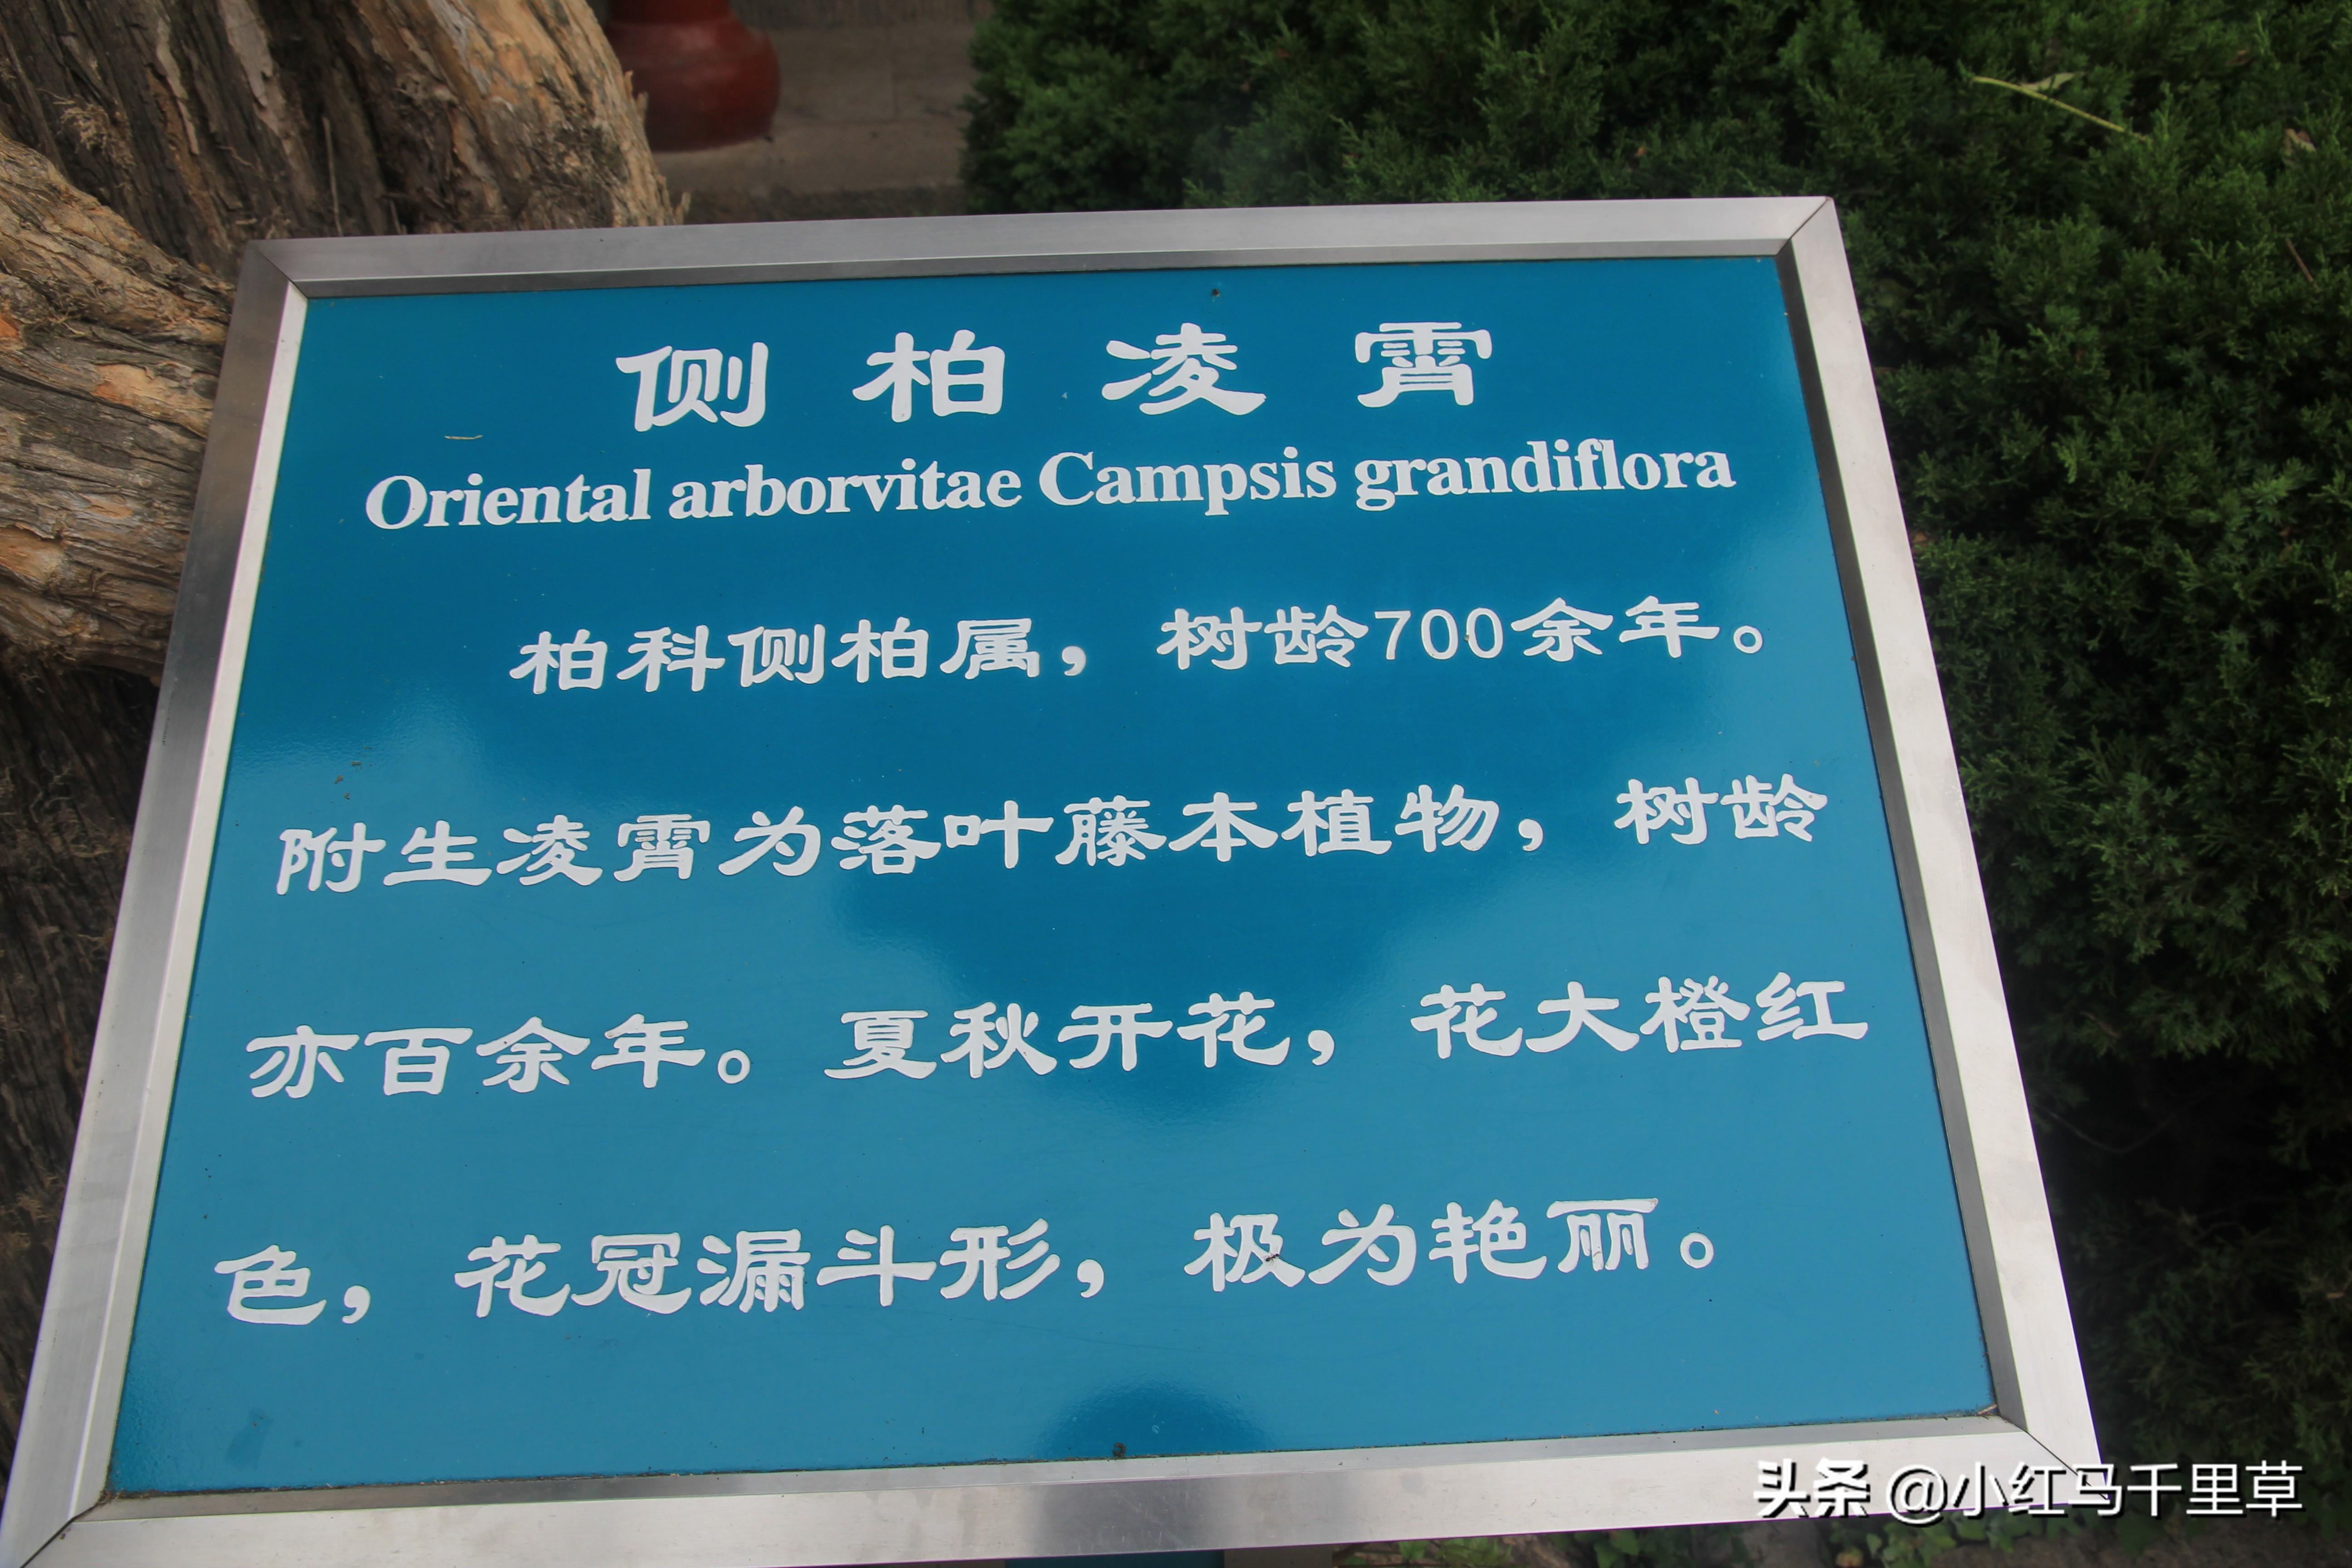 侧柏凌霄
Oriental arborvitae Campsis grandiflora
柏科侧柏属，树龄700余年。
附生凌霄为落叶藤本植物，树龄
亦百余年。夏秋开花，花大橙红
色，花冠漏斗形，极为艳丽。
头条 @小红马千里草